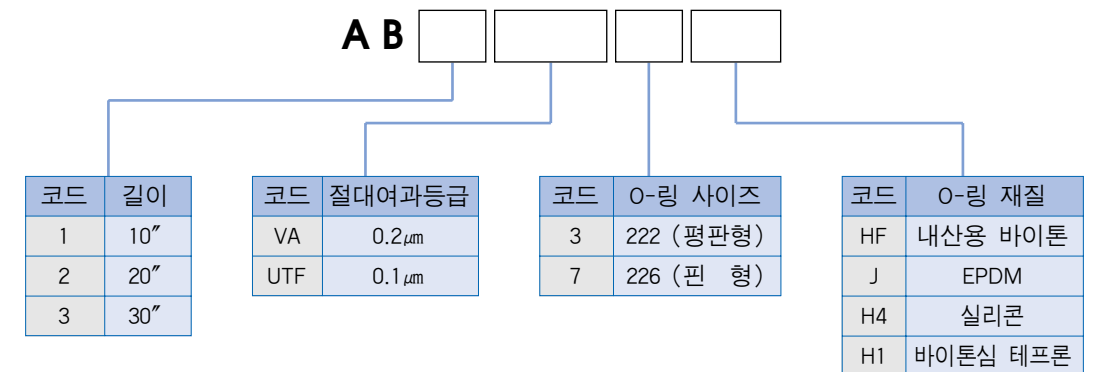 A B
코드 길이
1 10″
2 20″
3 30″
코드 절대여과등급
VA 0.2㎛
UTF 0.1㎛
코드 O-링 사이즈
3 222 (평판형)
7 226 (핀 형)
코드 O-링 재질
HF 내산용 바이톤
J EPDM
H4 실리콘
H1 바이톤심 테프론